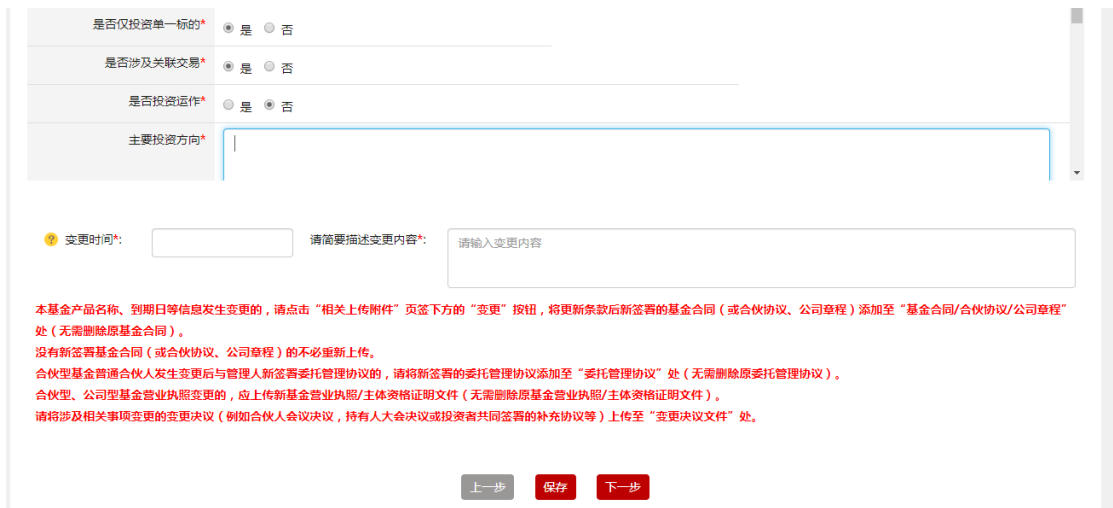 是否仅投资单一标的* 是 否
是否涉及关联交易* 是 否
是否投资运作* 是 否
主要投资方向*
? 变更时间*: 请简要描述变更内容*: 请输入变更内容
本基金产品名称、到期日等信息发生变更的，请点击“相关上传附件”页签下方的“变更”按钮，将更新条款后新签署的基金合同（或合伙协议、公司章程）添加至“基金合同/合伙协议/公司章程”
处（无需删除原基金合同）。
没有新签署基金合同（或合伙协议、公司章程）的不必重新上传。
合伙型基金普通合伙人发生变更后与管理人新签署委托管理协议的，请将新签署的委托管理协议添加至“委托管理协议”处（无需删除原委托管理协议）。
合伙型、公司型基金营业执照变更的，应上传新基金营业执照/主体资格证明文件（无需删除原基金营业执照/主体资格证明文件）。
请将涉及相关事项变更的变更决议（例如合伙人会议决议，持有人大会决议或投资者共同签署的补充协议等）上传至“变更决议文件”处。
上一步 保存 下一步